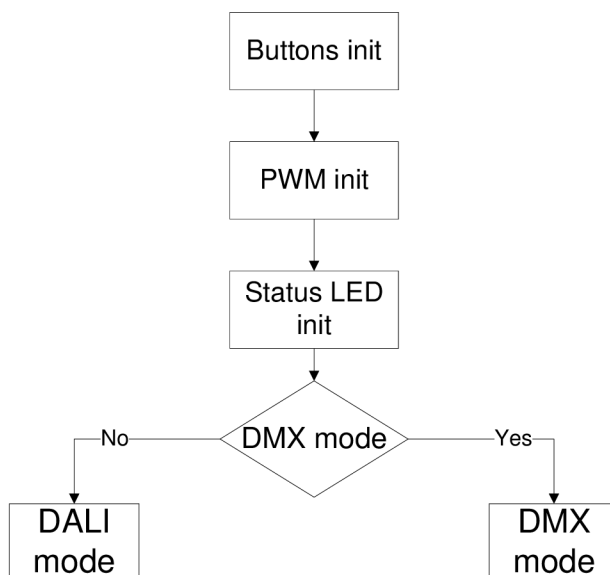 Buttons init
PWM init
Status LED
init
DMX mode
No
Yes
DALI
mode
DMX
mode